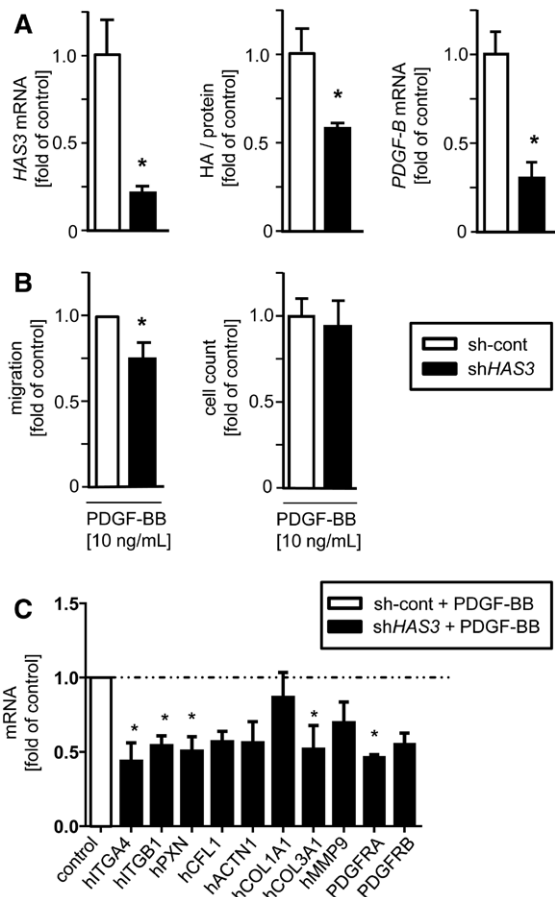 A
HAS3 mRNA
[fold of control]
1.0
0.5
0
*
HA / protein
[fold of control]
1.0
0.5
0
*
PDGF-B mRNA
[fold of control]
1.0
0.5
0
*
B
migration
[fold of control]
1.0
0.5
0
*
PDGF-BB
[10 ng/mL]
cell count
[fold of control]
1.0
0.5
0
PDGF-BB
[10 ng/mL]
sh-cont
shHAS3
C
sh-cont + PDGF-BB
shHAS3 + PDGF-BB
mRNA
[fold of control]
1.5
1.0
0.5
0.0
* * * * *
control
hITGA4
hITGB1
hPXN
hCFL1
hACTN1
hCOL1A1
hCOL3A1
hMMP9
PDGFRA
PDGFRB